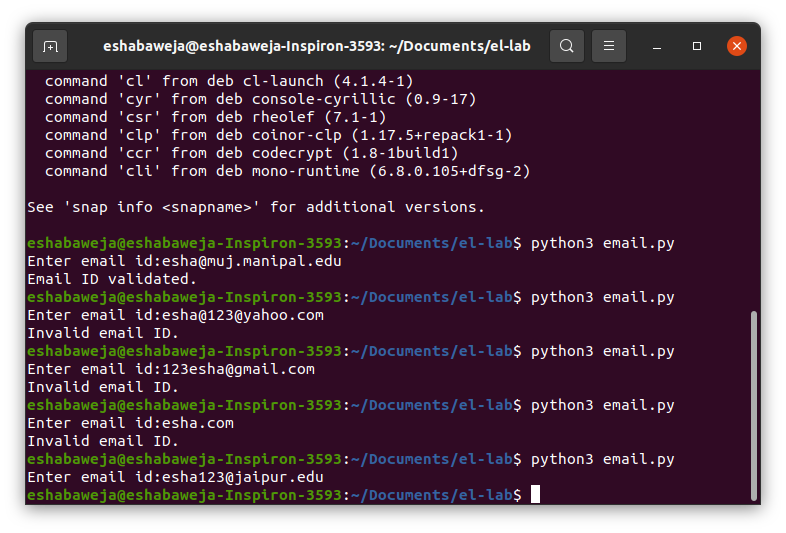 eshabaweja@eshabaweja-Inspiron-3593: ~/Documents/el-lab
command 'cl' from deb cl-launch (4.1.4-1)
command 'cyr' from deb console-cyrillic (0.9-17)
command 'csr' from deb rheolef (7.1-1)
command 'clp' from deb coinor-clp (1.17.5+repack1-1)
command 'ccr' from deb codecrypt (1.8-1build1)
command 'cli' from deb mono-runtime (6.8.0.105+dfsg-2)
See 'snap info <snapname>' for additional versions.
eshabaweja@eshabaweja-Inspiron-3593:~/Documents/el-lab$ python3 email.py
Enter email id:esha@muj.manipal.edu
Email ID validated.
eshabaweja@eshabaweja-Inspiron-3593:~/Documents/el-lab$ python3 email.py
Enter email id:esha@123@yahoo.com
Invalid email ID.
eshabaweja@eshabaweja-Inspiron-3593:~/Documents/el-lab$ python3 email.py
Enter email id:123esha@gmail.com
Invalid email ID.
eshabaweja@eshabaweja-Inspiron-3593:~/Documents/el-lab$ python3 email.py
Enter email id:esha.com
Invalid email ID.
eshabaweja@eshabaweja-Inspiron-3593:~/Documents/el-lab$ python3 email.py
Enter email id:esha123@jaipur.edu
eshabaweja@eshabaweja-Inspiron-3593:~/Documents/el-lab$